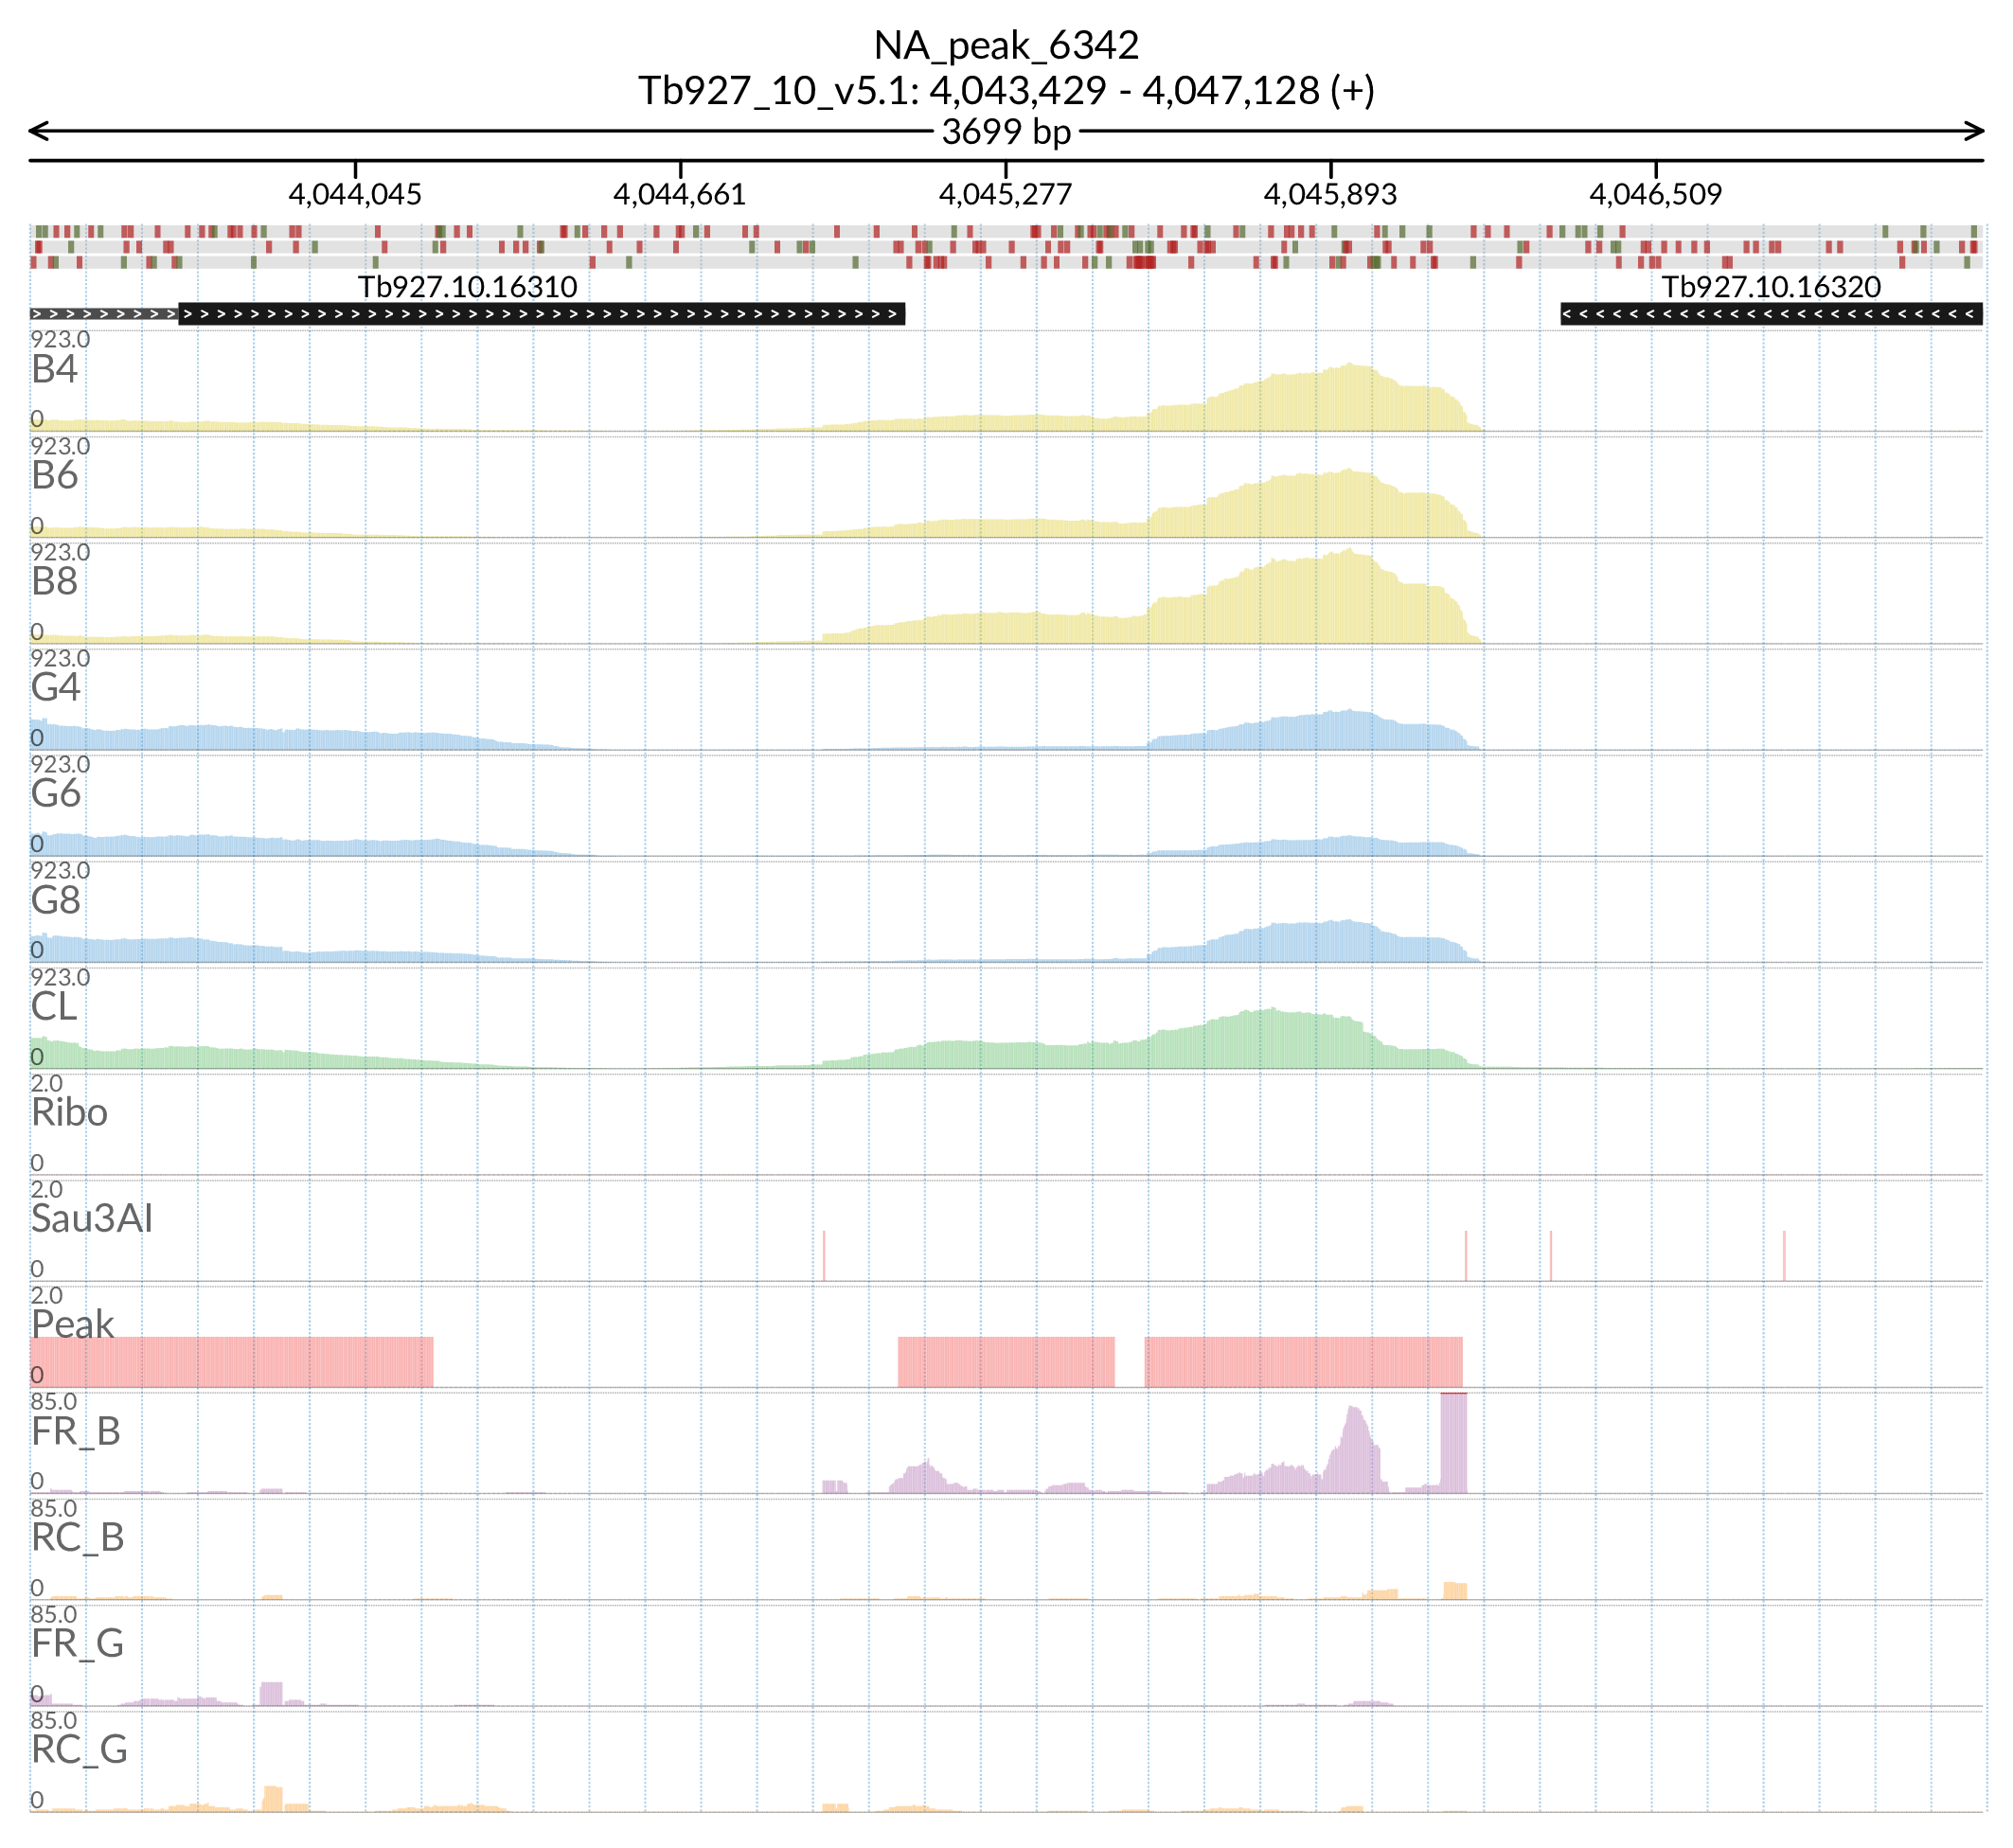 NA_peak_6342
Tb927_10_v5.1: 4,043,429 - 4,047,128 (+)
3699 bp
4,044,045 4,044,661 4,045,277 4,045,893 4,046,509
Tb927.10.16310 Tb927.10.16320
923.0
B4
0
923.0
B6
0
923.0
B8
0
923.0
G4
0
923.0
G6
0
923.0
G8
0
923.0
CL
0
2.0
Ribo
0
2.0
Sau3AI
0
2.0
Peak
0
85.0
FR_B
0
85.0
RC_B
0
85.0
FR_G
0
85.0
RC_G
0